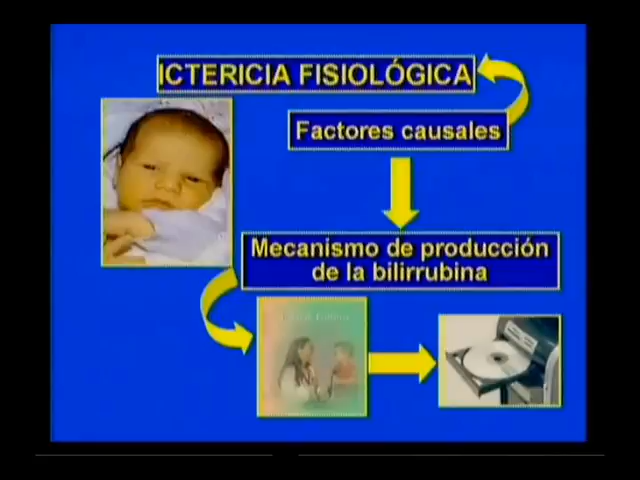 ICTERICIA FISIOLÓGICA
Factores causales
Mecanismo de producción
de la bilirrubina